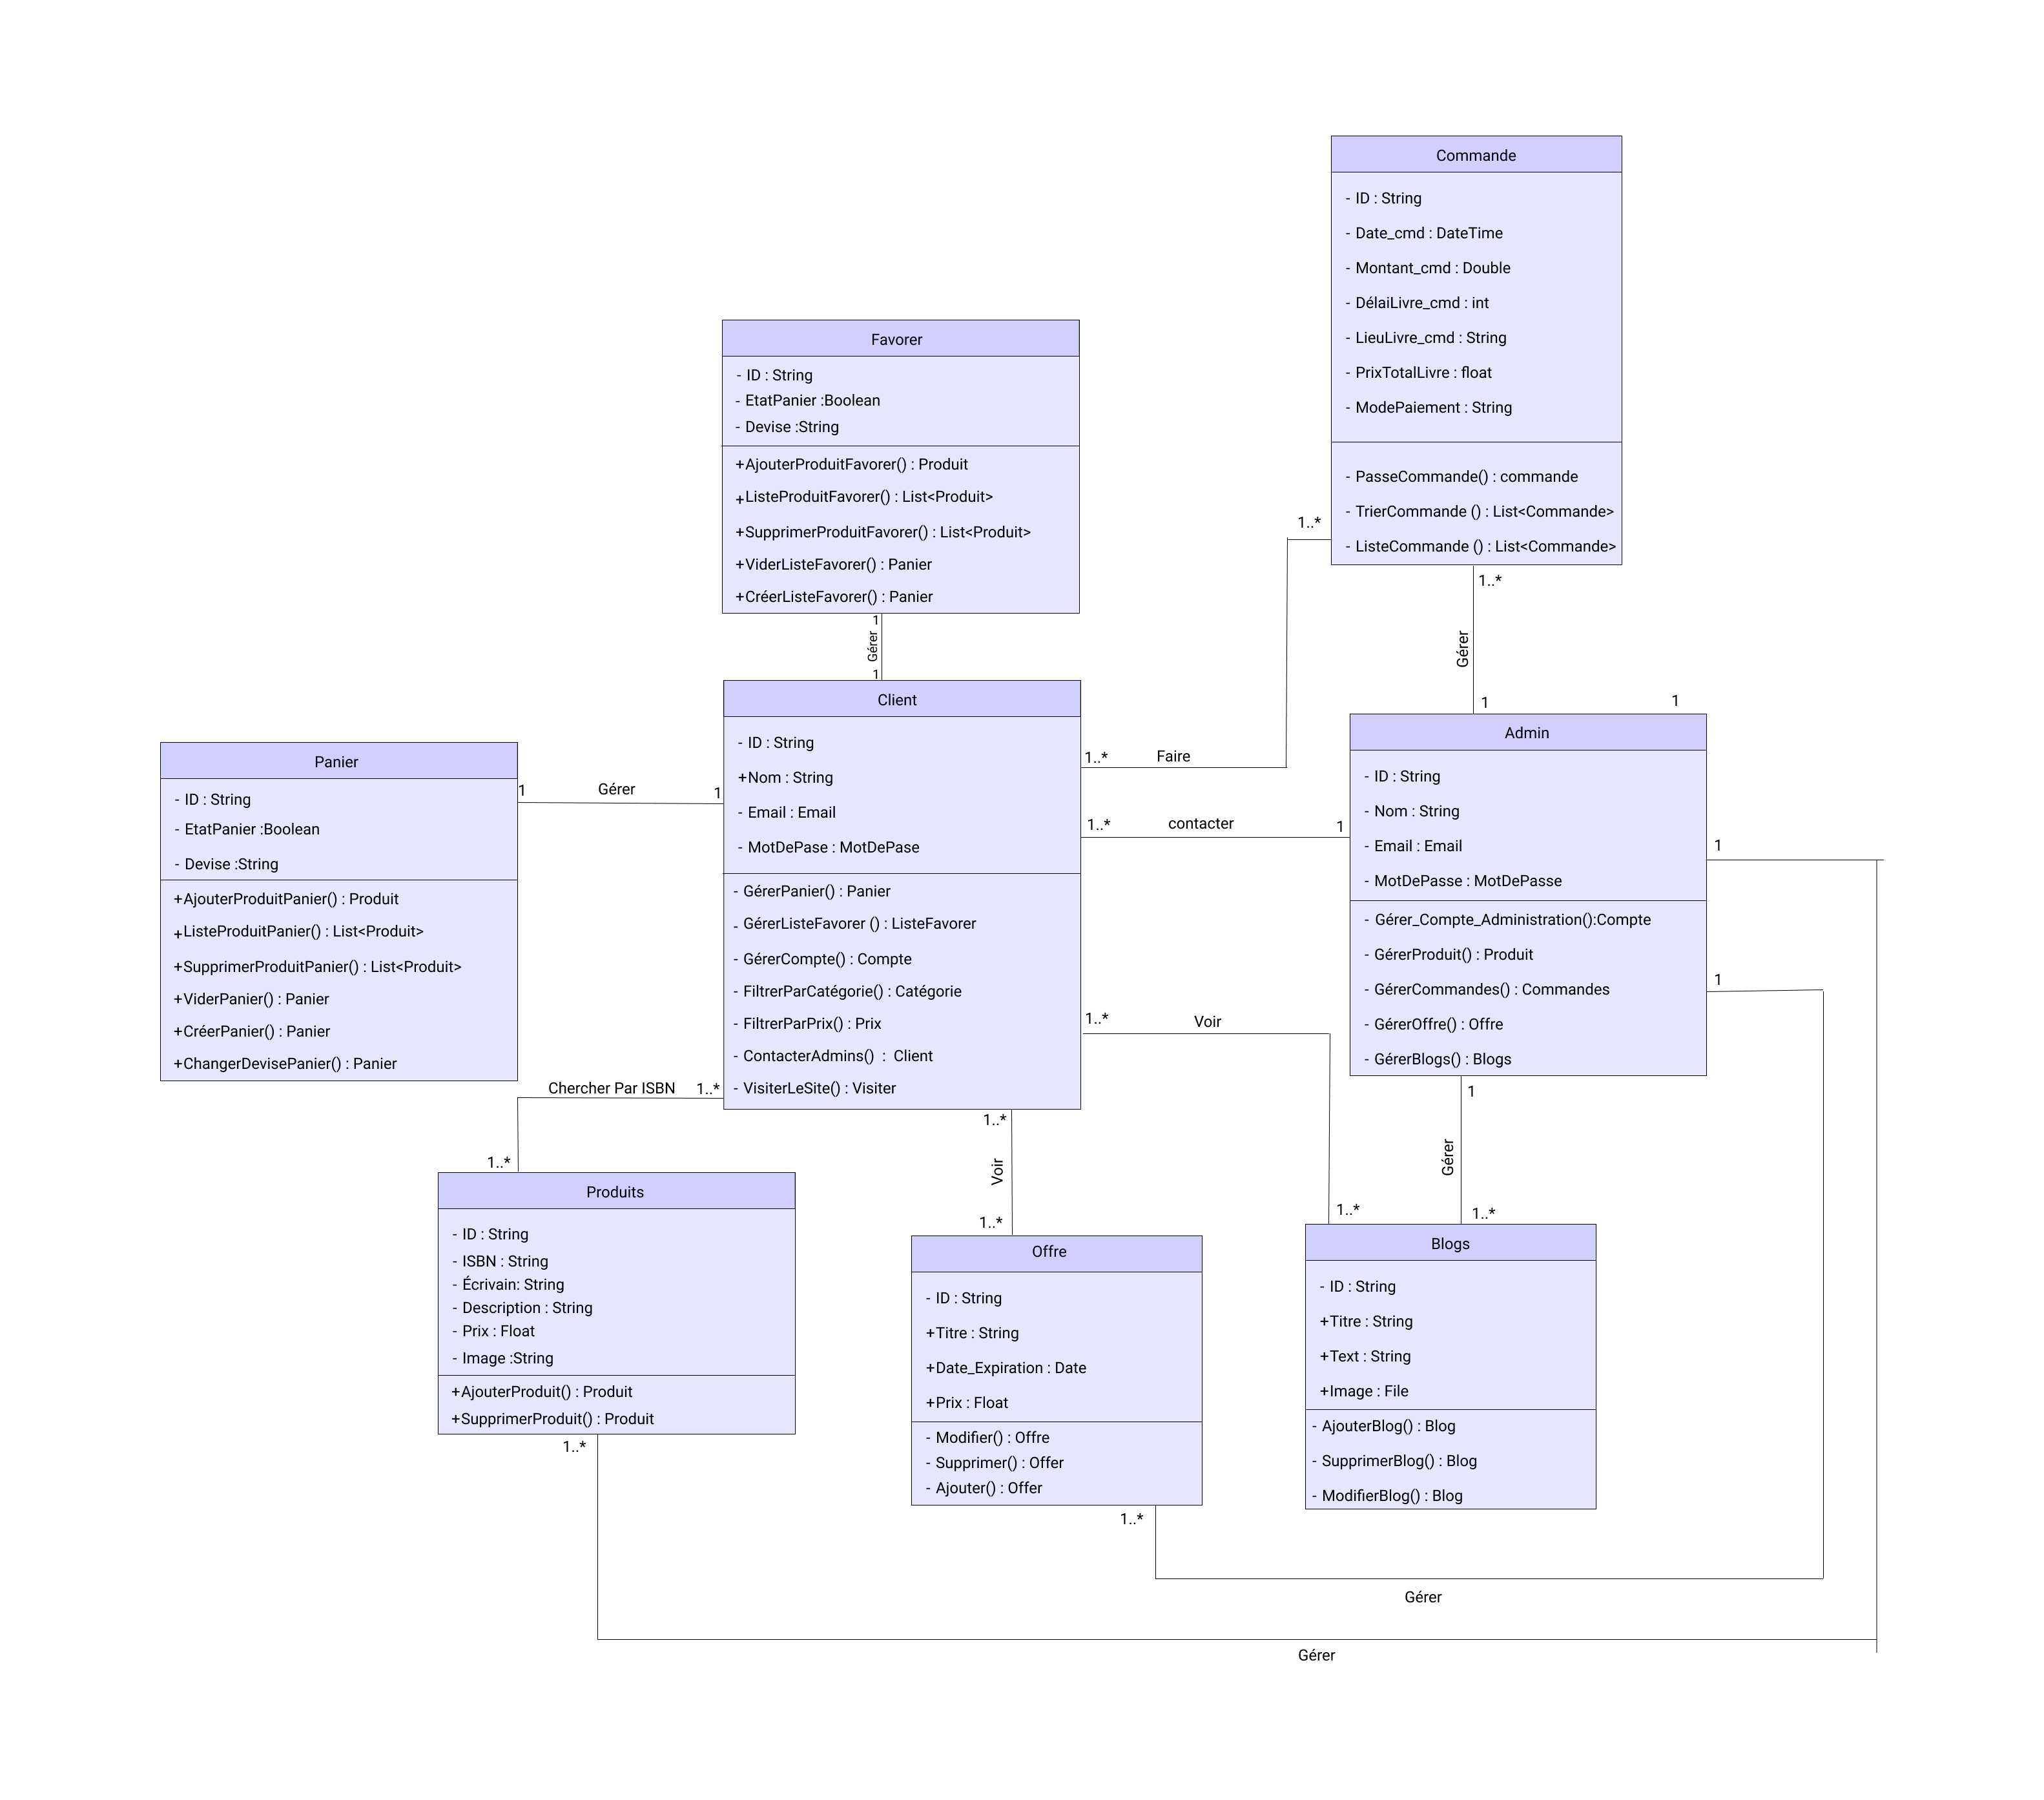 Commande
- ID : String
- Date_cmd : DateTime
- Montant_cmd : Double
- DélaiLivre_cmd : int
- LieuLivre_cmd : String
- PrixTotalLivre : float
- ModePaiement : String
- PasseCommande() : commande
- TrierCommande () : List<Commande>
- ListeCommande () : List<Commande>
Favorer
- ID : String
- EtatPanier :Boolean
- Devise :String
+AjouterProduitFavorer() : Produit
+ListeProduitFavorer() : List<Produit>
+SupprimerProduitFavorer() : List<Produit>
+ViderListeFavorer() : Panier
+CréerListeFavorer() : Panier
1
Gérer
1
1..*
Faire
1..*
1..*
Gérer
1
1
Client
- ID : String
+Nom : String
- Email : Email
- MotDePase : MotDePase
- GérerPanier() : Panier
- GérerListeFavorer () : ListeFavorer
- GérerCompte() : Compte
- FiltrerParCatégorie() : Catégorie
- FiltrerParPrix() : Prix
- ContacterAdmins() : Client
- VisiterLeSite() : Visiter
Panier
- ID : String
- EtatPanier :Boolean
- Devise :String
+AjouterProduitPanier() : Produit
+ListeProduitPanier() : List<Produit>
+SupprimerProduitPanier() : List<Produit>
+ViderPanier() : Panier
+CréerPanier() : Panier
+ChangerDevisePanier() : Panier
1
Gérer
1
1..*
contacter
1
Admin
- ID : String
- Nom : String
- Email : Email
- MotDePasse : MotDePasse
- Gérer_Compte_Administration():Compte
- GérerProduit() : Produit
- GérerCommandes() : Commandes
- GérerOffre() : Offre
- GérerBlogs() : Blogs
1
1
1..*
Voir
1..*
Chercher Par ISBN
1..*
1..*
1..*
Voir
1..*
1
Gérer
1..*
Produits
- ID : String
- ISBN : String
- Écrivain: String
- Description : String
- Prix : Float
- Image :String
+AjouterProduit() : Produit
+SupprimerProduit() : Produit
1..*
Offre
- ID : String
+Titre : String
+Date_Expiration : Date
+Prix : Float
- Modifier() : Offre
- Supprimer() : Offer
- Ajouter() : Offer
1..*
Blogs
- ID : String
+Titre : String
+Text : String
+Image : File
- AjouterBlog() : Blog
- SupprimerBlog() : Blog
- ModifierBlog() : Blog
Gérer
Gérer